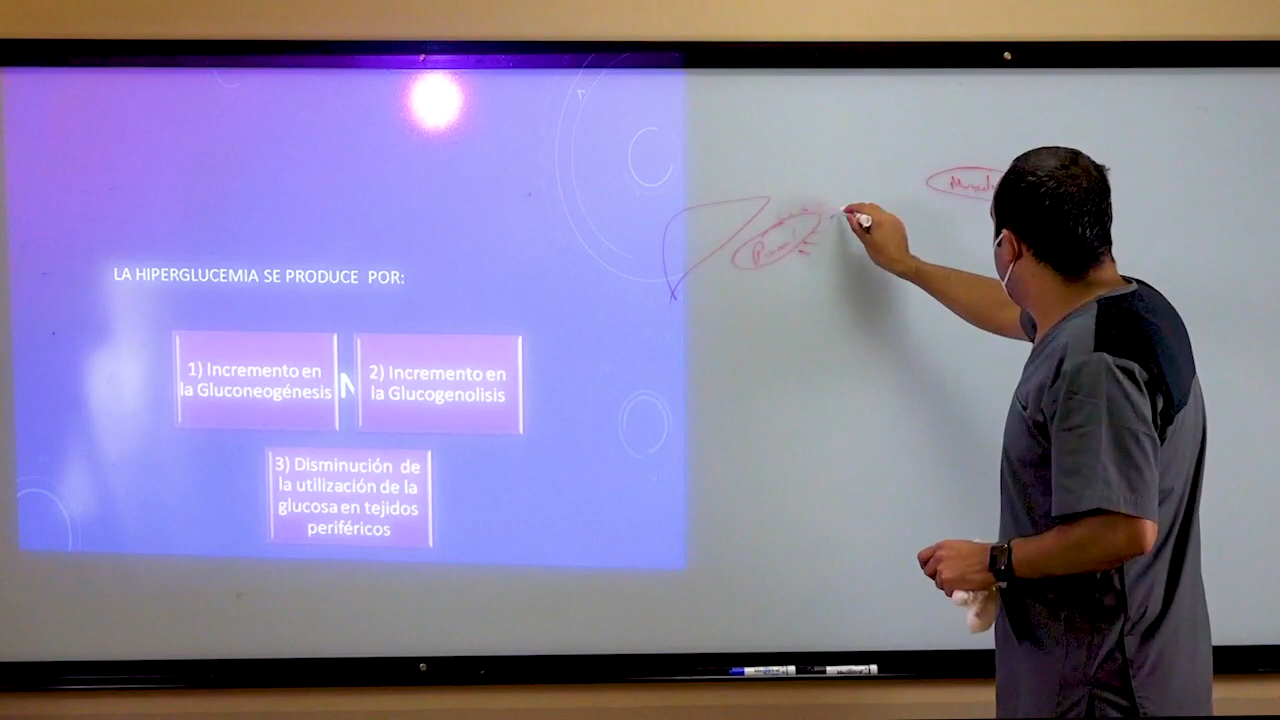 LA HIPERGLUCEMIA SE PRODUCE POR:
1) Incremento en
la Gluconeogénesis
N
2) Incremento en
la Glucogenolisis
3) Disminución de
la utilización de la
glucosa en tejidos
periféricos